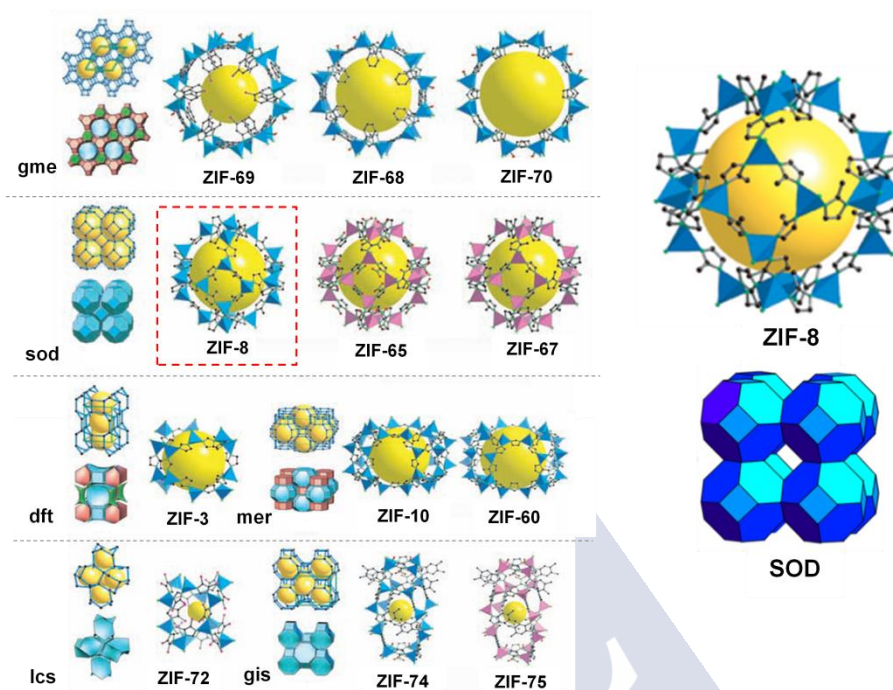 gme
ZIF-69
ZIF-68
ZIF-70
sod
ZIF-8
ZIF-65
ZIF-67
dft
ZIF-3
mer
ZIF-10
ZIF-60
lcs
ZIF-72
gis
ZIF-74
ZIF-75
ZIF-8
SOD